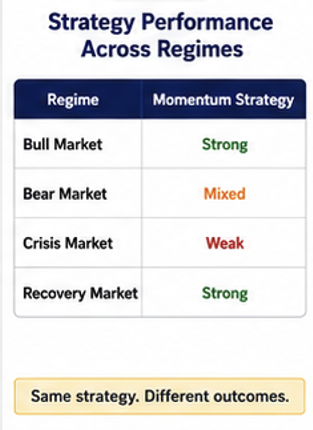 Strategy Performance
Across Regimes
Regime Momentum Strategy
Bull Market Strong
Bear Market Mixed
Crisis Market Weak
Recovery Market Strong
Same strategy. Different outcomes.